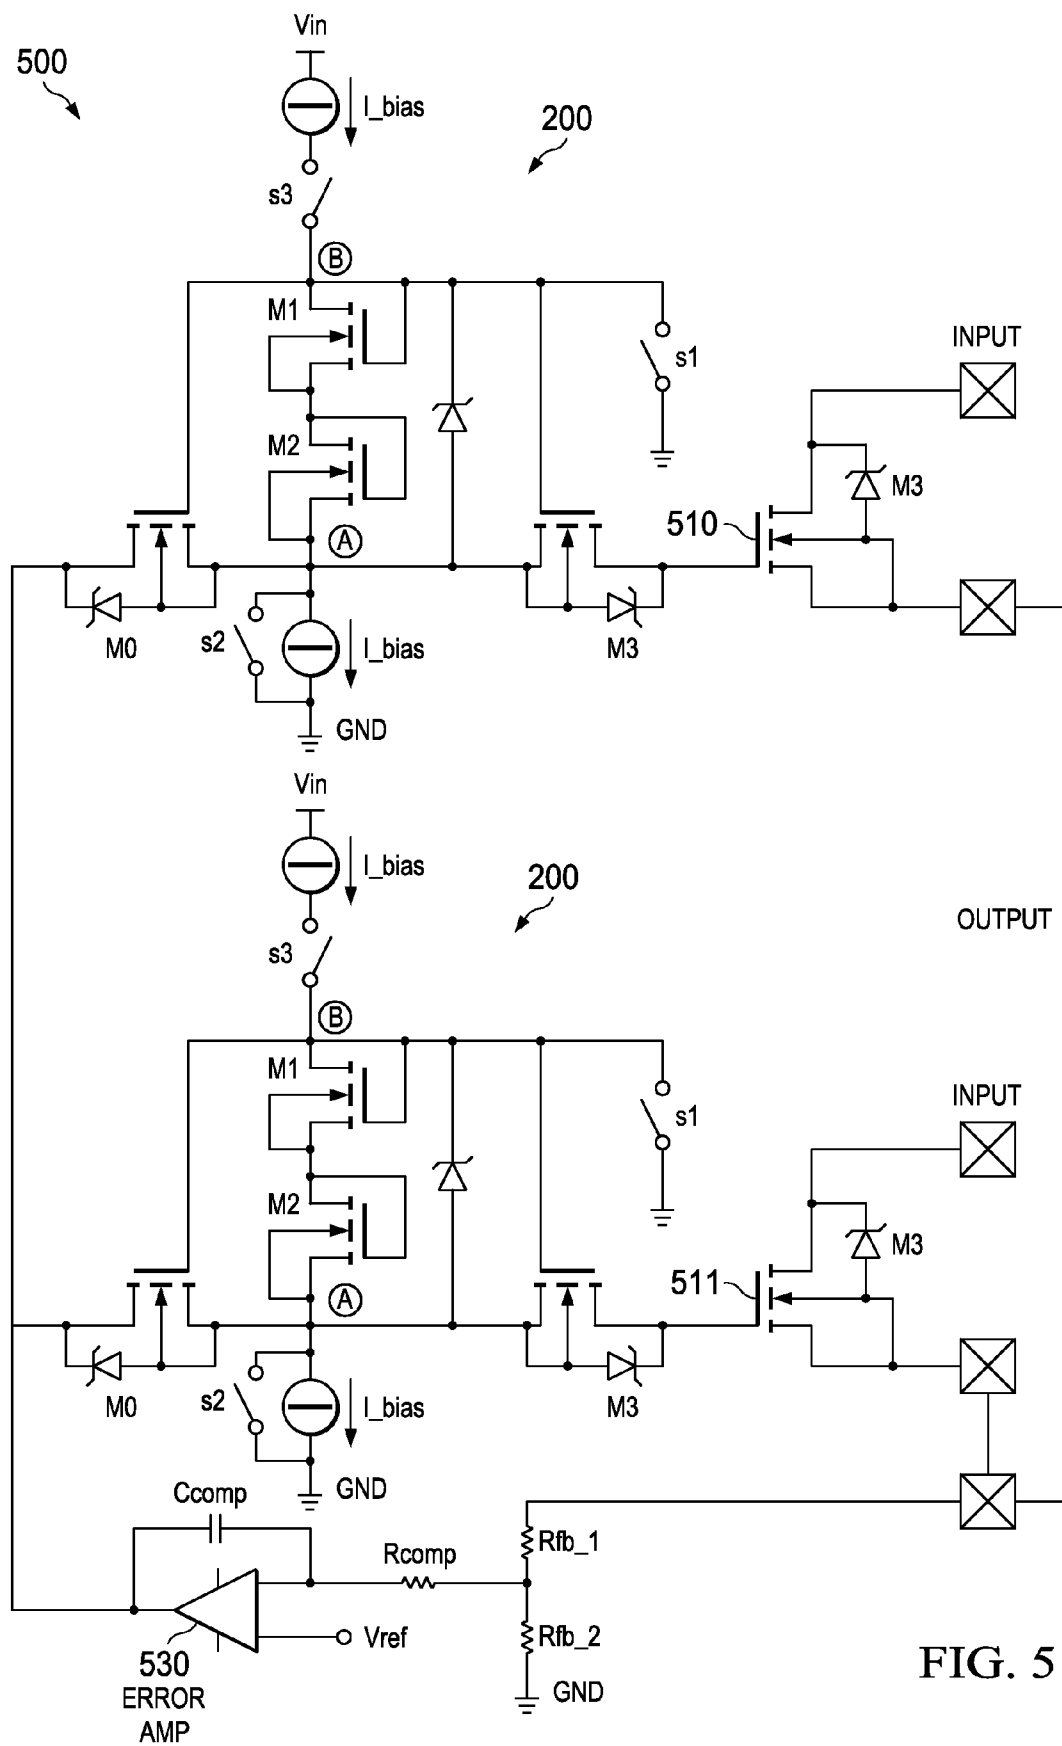 Vin
500
I_bias
200
s3
B
M1
s1
INPUT
M2
M3
510
A
M0
s2
I_bias
M3
GND
Vin
I_bias
200
OUTPUT
s3
B
M1
s1
INPUT
M2
M3
511
A
M0
s2
I_bias
M3
GND
Ccomp
Rcomp
Rfb_1
Vref
Rfb_2
530
ERROR
AMP
GND
FIG. 5